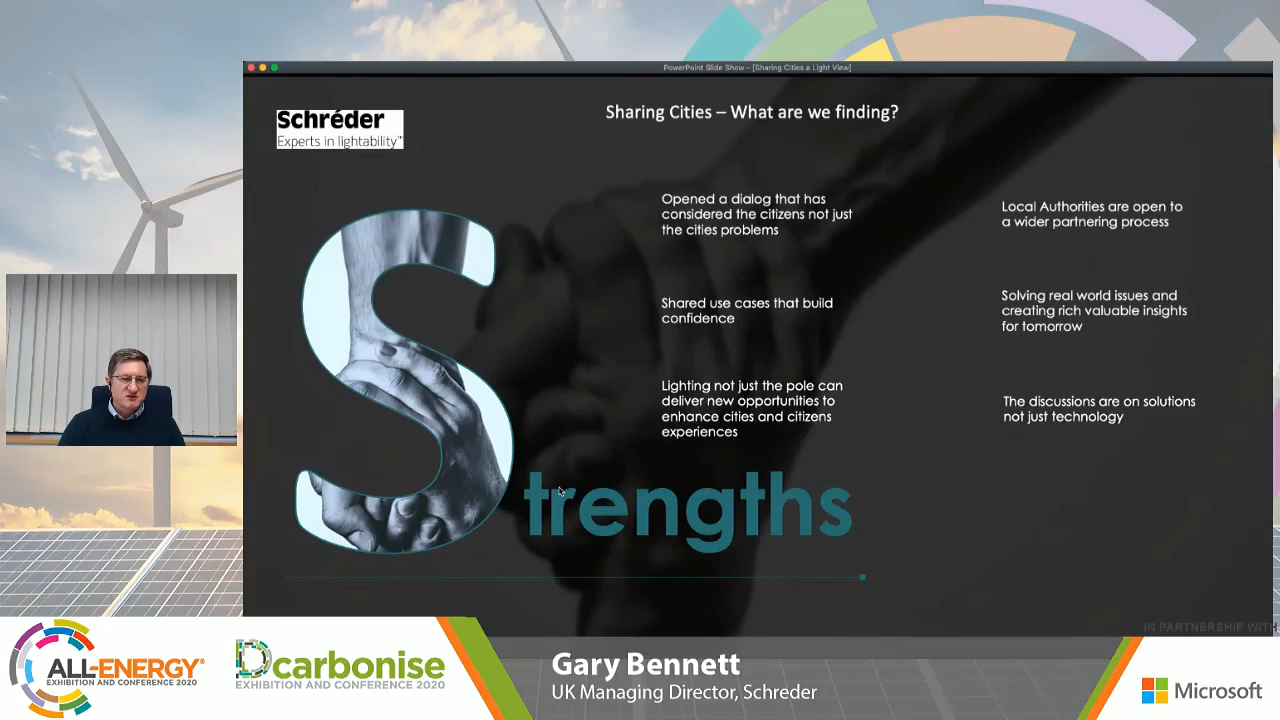 PowerPoint Slide Show – [Sharing Cities a Light View]
Schréder
Experts in lightability™
Sharing Cities – What are we finding?
Opened a dialog that has
considered the citizens not just
the cities problems
Shared use cases that build
confidence
Lighting not just the pole can
deliver new opportunities to
enhance cities and citizens
experiences
Local Authorities are open to
a wider partnering process
Solving real world issues and
creating rich valuable insights
for tomorrow
The discussions are on solutions
not just technology
Strengths
IN PARTNERSHIP WITH
ALL-ENERGY®
EXHIBITION AND CONFERENCE 2020
Dcarbonise
EXHIBITION AND CONFERENCE 2020
Gary Bennett
UK Managing Director, Schreder
Microsoft